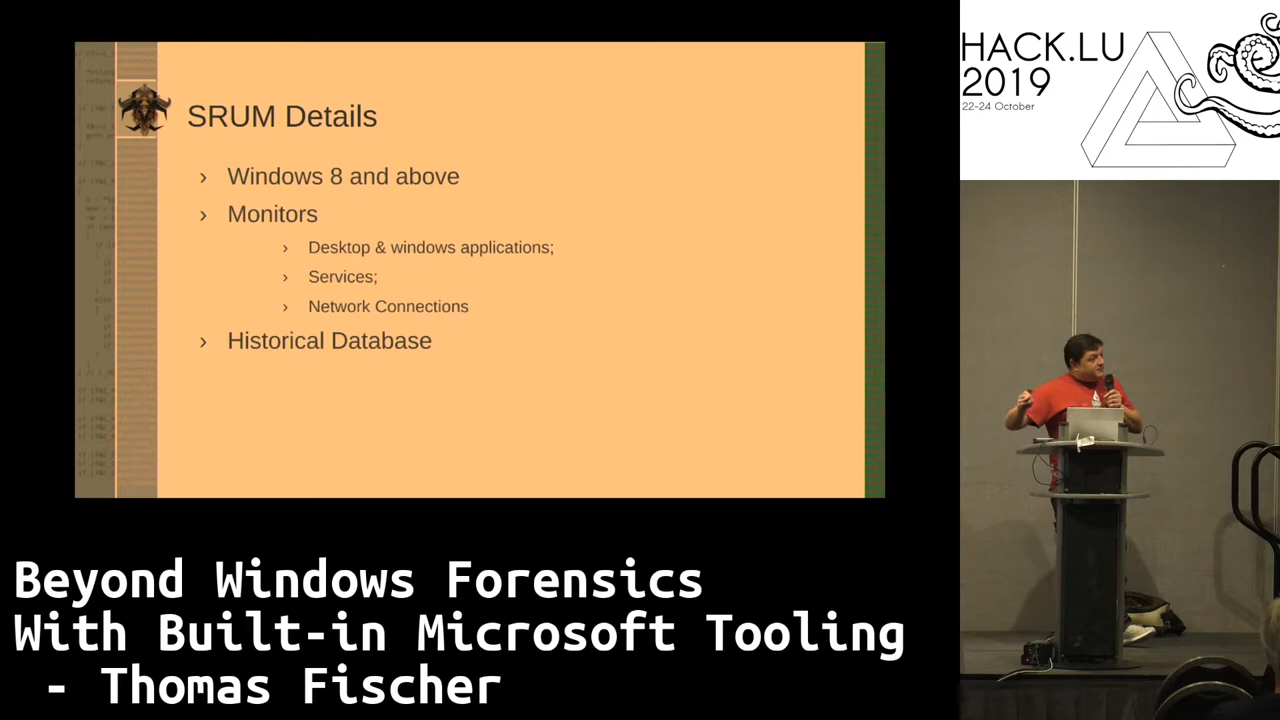 HACK.LU
2019
22-24 October
SRUM Details
› Windows 8 and above
› Monitors
› Desktop & windows applications;
› Services;
› Network Connections
› Historical Database
Beyond Windows Forensics
With Built-in Microsoft Tooling
- Thomas Fischer